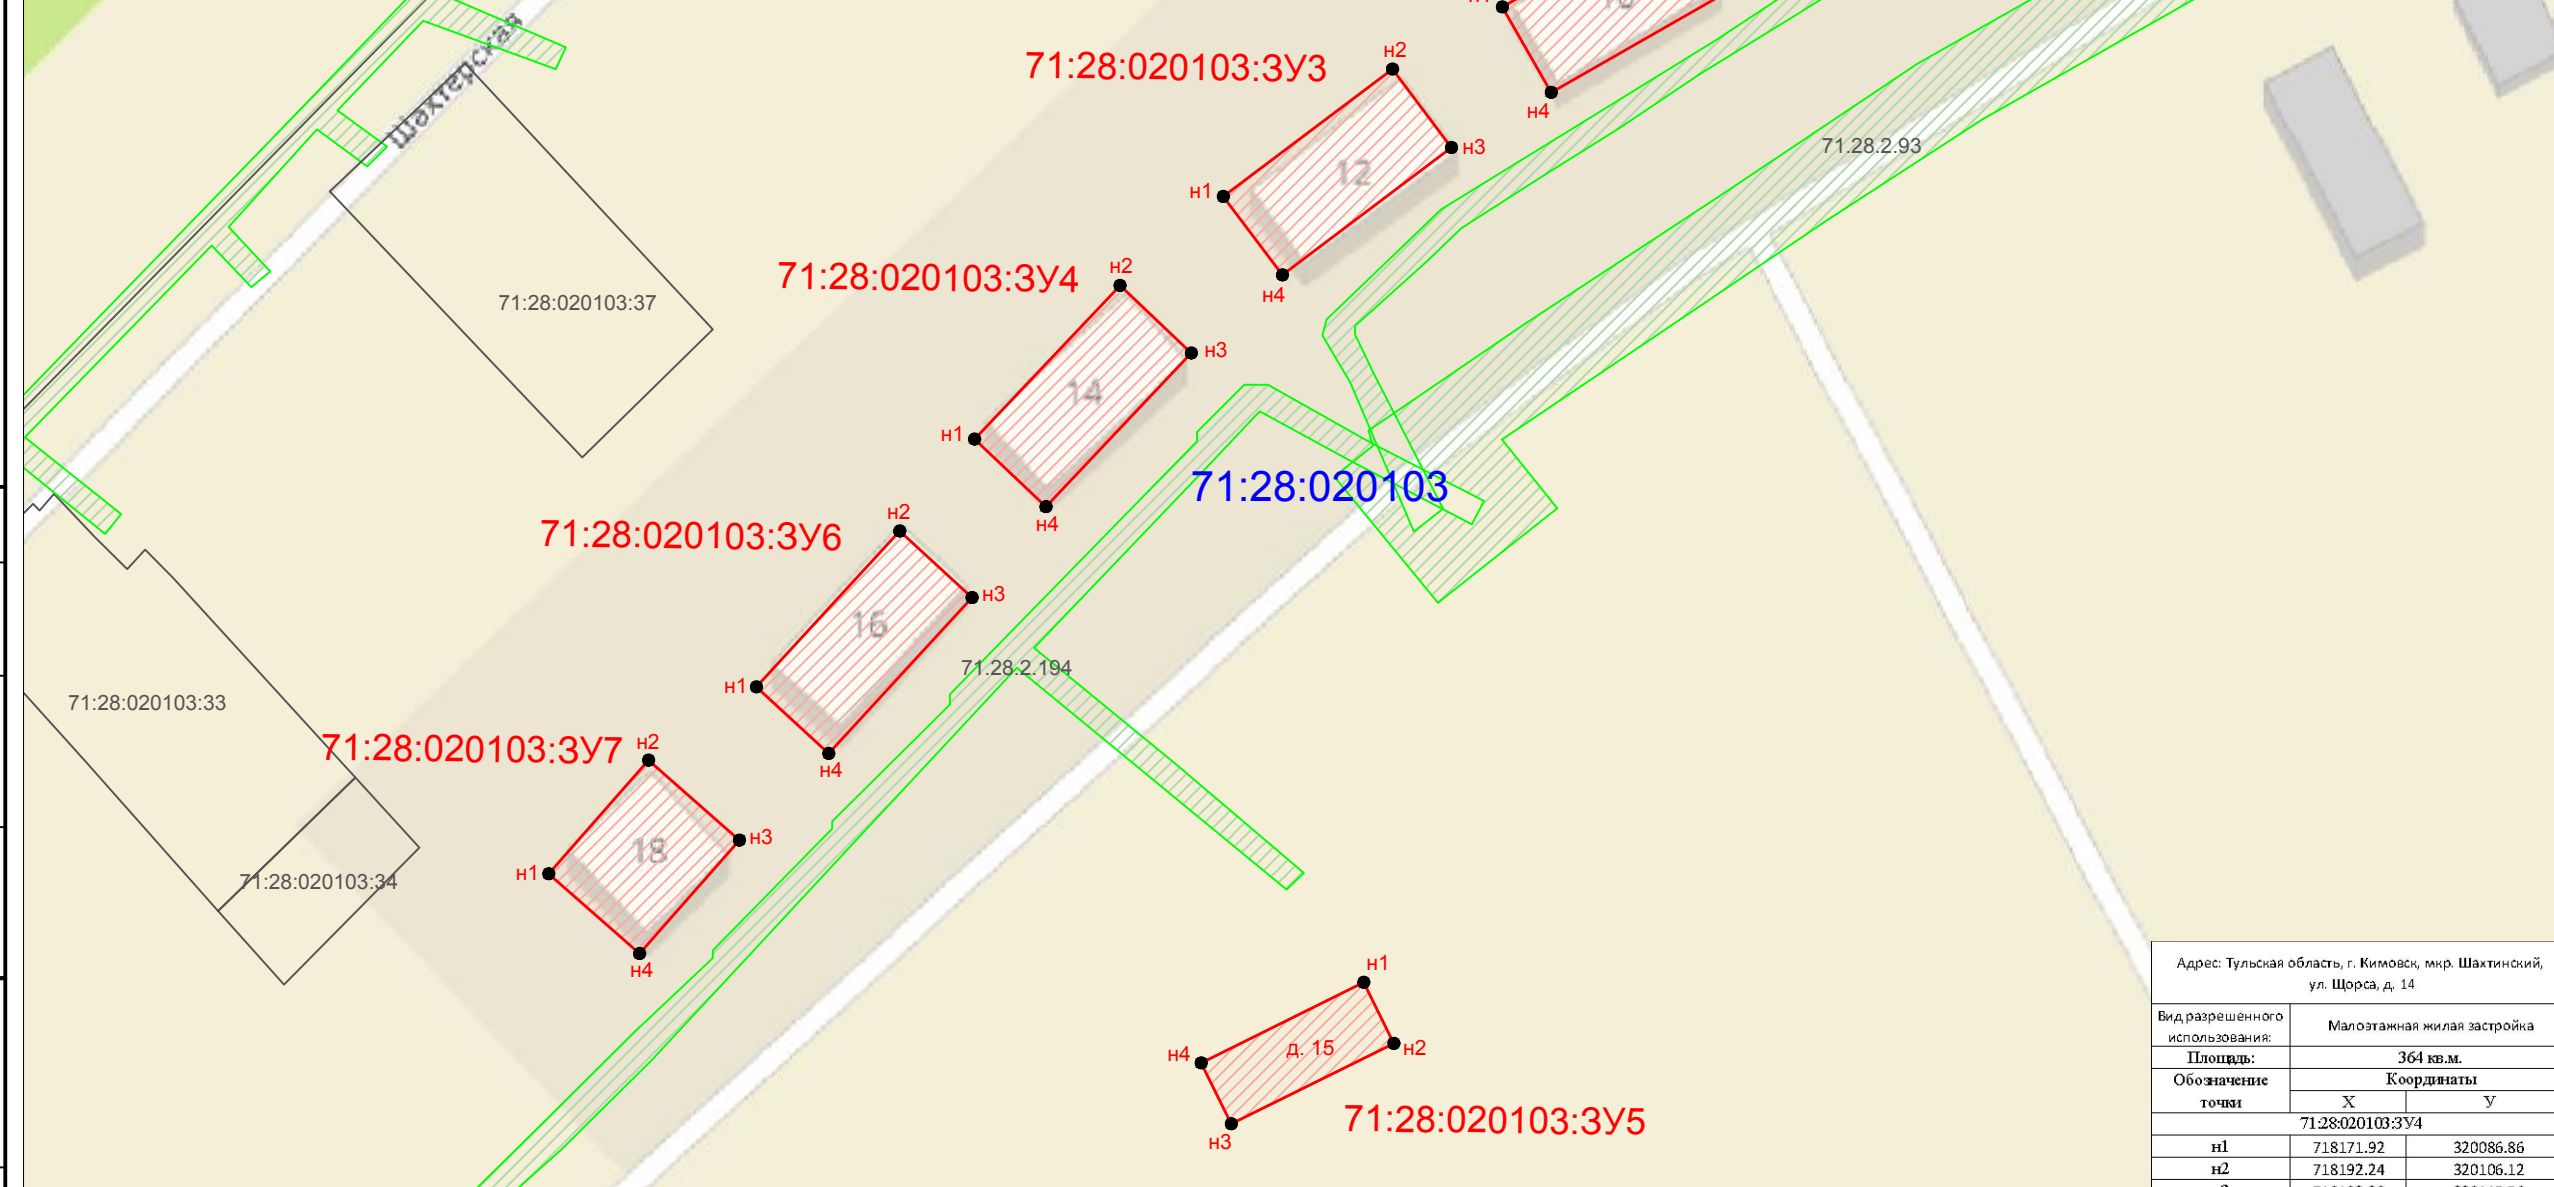 Шахтерская
71:28:020103:ЗУ3
н2
н3
н1
н4
12
н4
71.28.2.93
71:28:020103:37
71:28:020103:ЗУ4
н2
н3
н1
н4
14
71:28:020103
71:28:020103:ЗУ6
н2
н3
н1
н4
16
71.28.2.194
71:28:020103:33
71:28:020103:ЗУ7
н2
н3
н1
н4
18
71:28:020103:34
н1
н2
н4
н3
д. 15
71:28:020103:ЗУ5
Адрес: Тульская область, г. Кимовск, мкр. Шахтинский,
ул. Щорса, д. 14
Вид разрешенного
использования:
Малоэтажная жилая застройка
Площадь: 364 кв.м.
Обозначение
точки
Координаты
X У
71:28:020103:ЗУ4
н1 718171.92 320086.86
н2 718192.24 320106.12